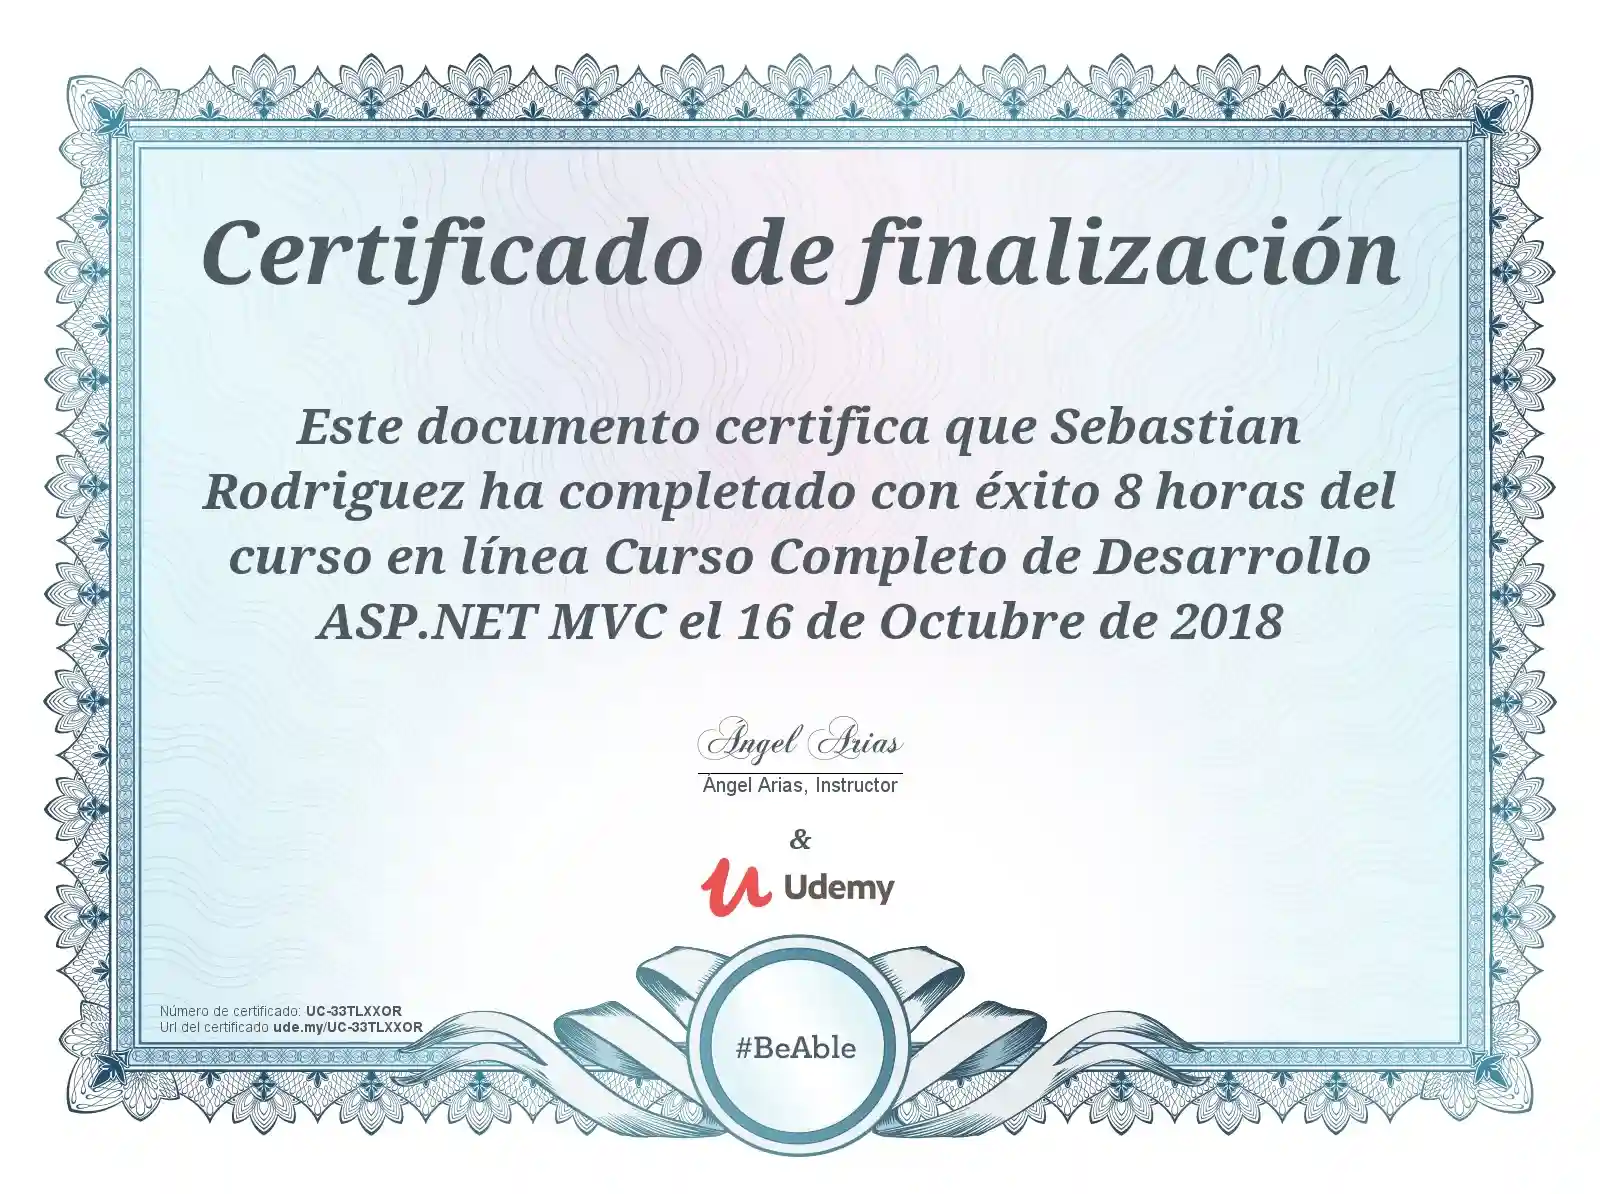 Certificado de finalización
Este documento certifica que Sebastian
Rodriguez ha completado con éxito 8 horas del
curso en línea Curso Completo de Desarrollo
ASP.NET MVC el 16 de Octubre de 2018
Ángel Arias
Ángel Arias, Instructor
&
Udemy
Número de certificado: UC-33TLXXOR
Url del certificado ude.my/UC-33TLXXOR
#BeAble